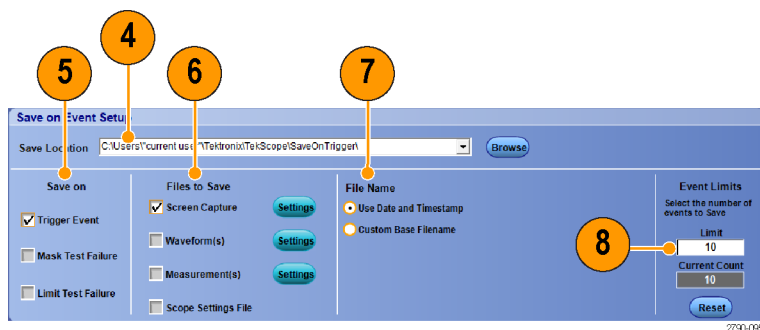 4
5
6
7
Save on Event Setup
Save Location C:\Users\"current user"\Tektronix\TekScope\SaveOnTrigger\ Browse
Save on
Trigger Event
Mask Test Failure
Limit Test Failure
Files to Save
Screen Capture Settings
Waveform(s) Settings
Measurement(s) Settings
Scope Settings File
File Name
Use Date and Timestamp
Custom Base Filename
8
Event Limits
Select the number of
events to Save
Limit
10
Current Count
10
Reset